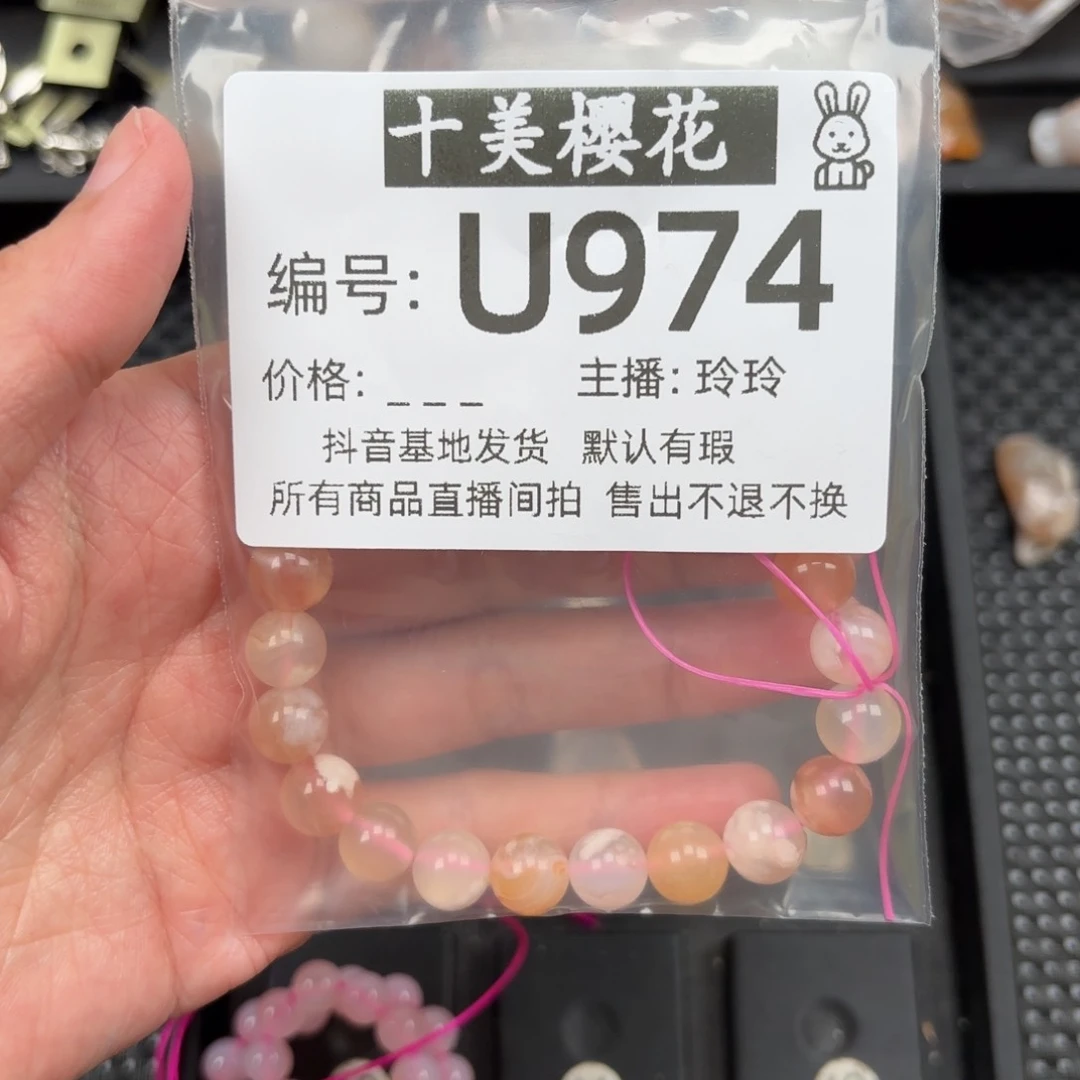 十美樱花
编号: U974
价格: _ _ _ 主播: 玲玲
抖音基地发货 默认有瑕
所有商品直播间拍 售出不退不换